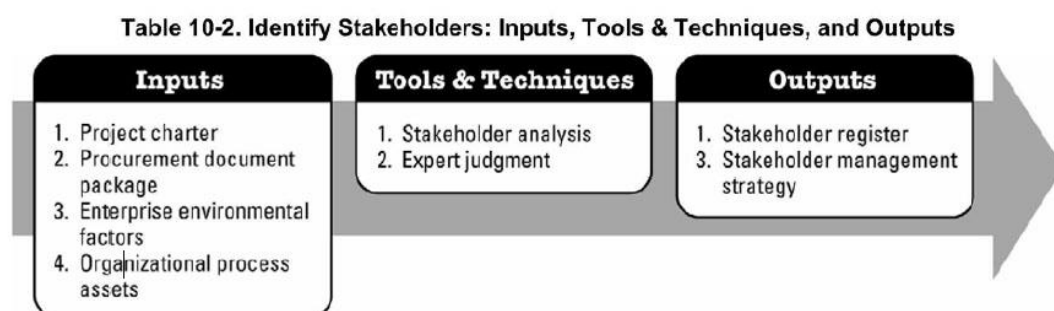 Table 10-2. Identify Stakeholders: Inputs, Tools & Techniques, and Outputs
Inputs
1. Project charter
2. Procurement document
package
3. Enterprise environmental
factors
4. Organizational process
assets
Tools & Techniques
1. Stakeholder analysis
2. Expert judgment
Outputs
1. Stakeholder register
3. Stakeholder management
strategy